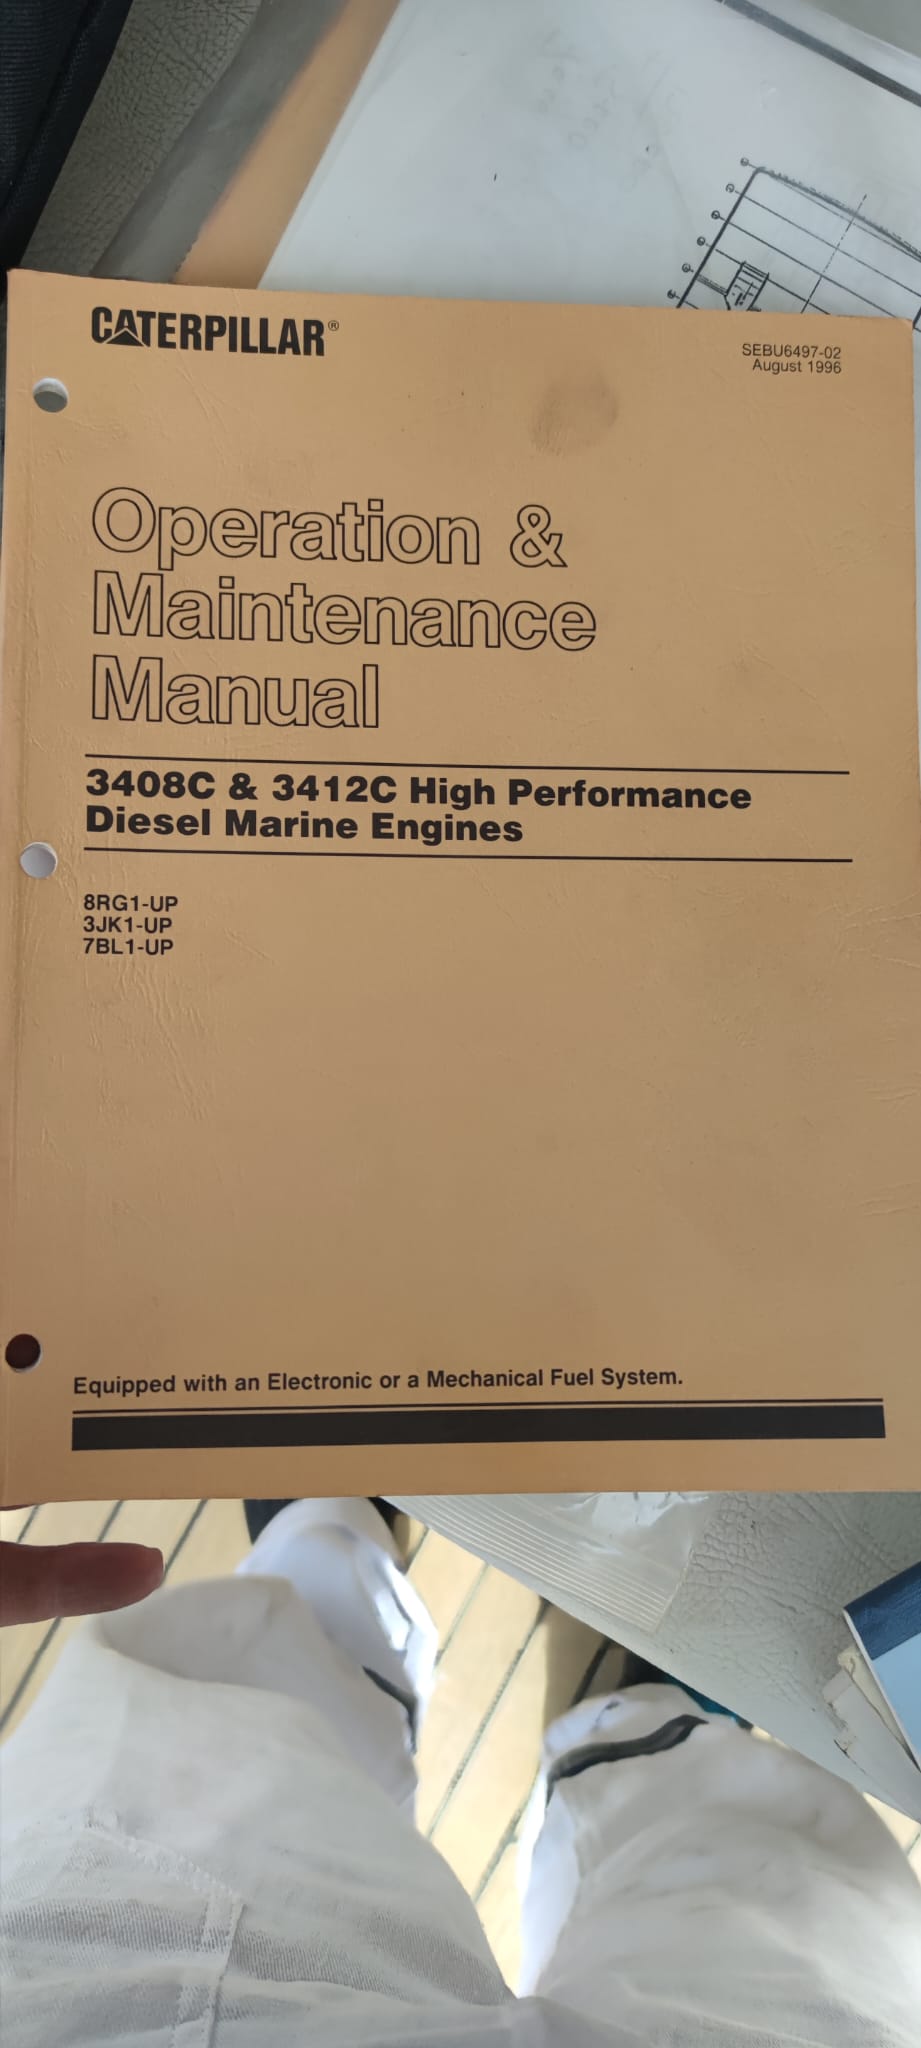 CATERPILLAR®
SEBU6497-02
August 1996
Operation &
Maintenance
Manual
3408C & 3412C High Performance
Diesel Marine Engines
8RG1-UP
3JK1-UP
7BL1-UP
Equipped with an Electronic or a Mechanical Fuel System.